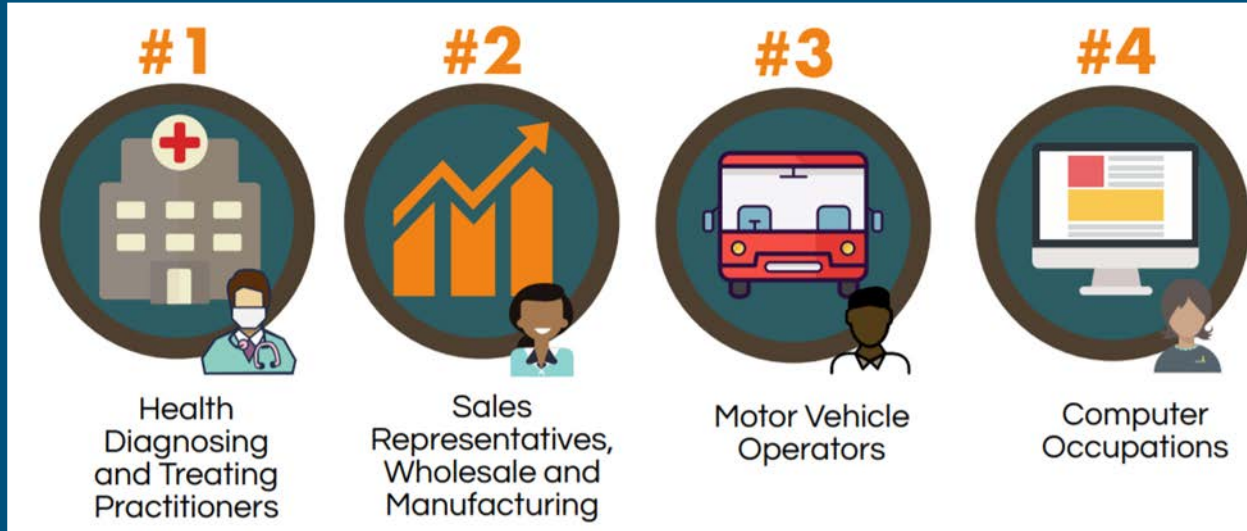 #1
Health
Diagnosing
and Treating
Practitioners
#2
Sales
Representatives,
Wholesale and
Manufacturing
#3
Motor Vehicle
Operators
#4
Computer
Occupations